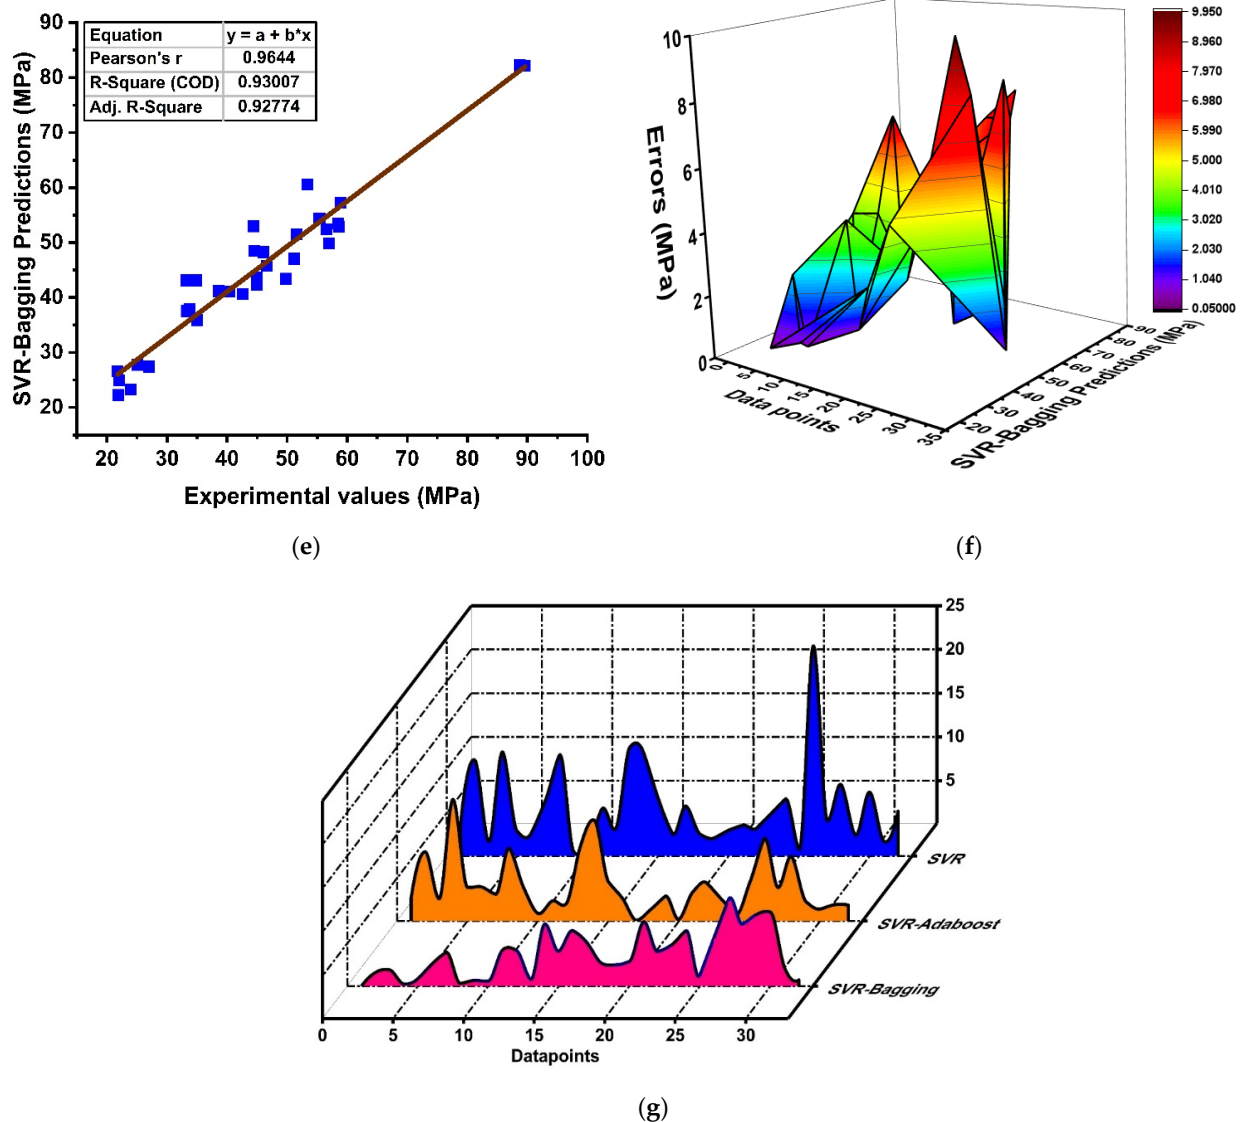 90
80
70
60
50
40
30
20
SVR-Bagging Predictions (MPa)
Equation y = a + b*x
Pearson's r 0.9644
R-Square (COD) 0.93007
Adj. R-Square 0.92774
20 30 40 50 60 70 80 90 100
Experimental values (MPa)
(e)
10
8
6
4
2
0
Errors (MPa)
0 5 10 15 20 25 30 35
Data points
20 30 40 50 60 70 80 90
SVR-Bagging Predictions (MPa)
9.950
8.960
7.970
6.980
5.990
5.000
4.010
3.020
2.030
1.040
0.05000
(f)
25
20
15
10
5
SVR
SVR-Adaboost
SVR-Bagging
0 5 10 15 20 25 30
Datapoints
(g)